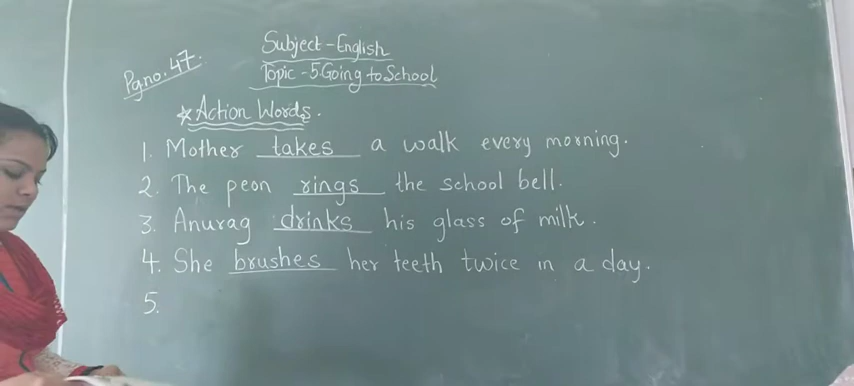 Pg no. 47.
Subject - English
Topic - 5. Going to School
* Action Words.
1. Mother takes a walk every morning.
2. The peon rings the school bell.
3. Anurag drinks his glass of milk.
4. She brushes her teeth twice in a day.
5.